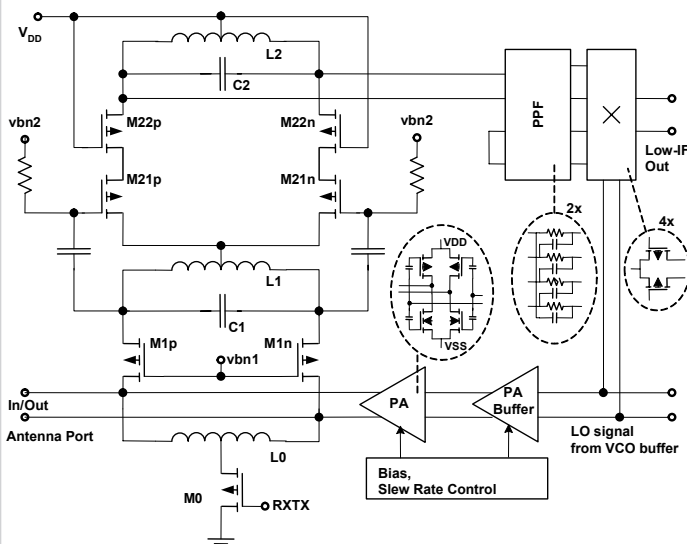 V_DD
L2
C2
vbn2
M22p
M22n
vbn2
PPF
×
Low-IF
Out
M21p
M21n
2x
4x
VDD
L1
C1
VSS
M1p
vbn1
M1n
In/Out
Antenna Port
PA
PA
Buffer
LO signal
from VCO buffer
L0
M0
RXTX
Bias,
Slew Rate Control